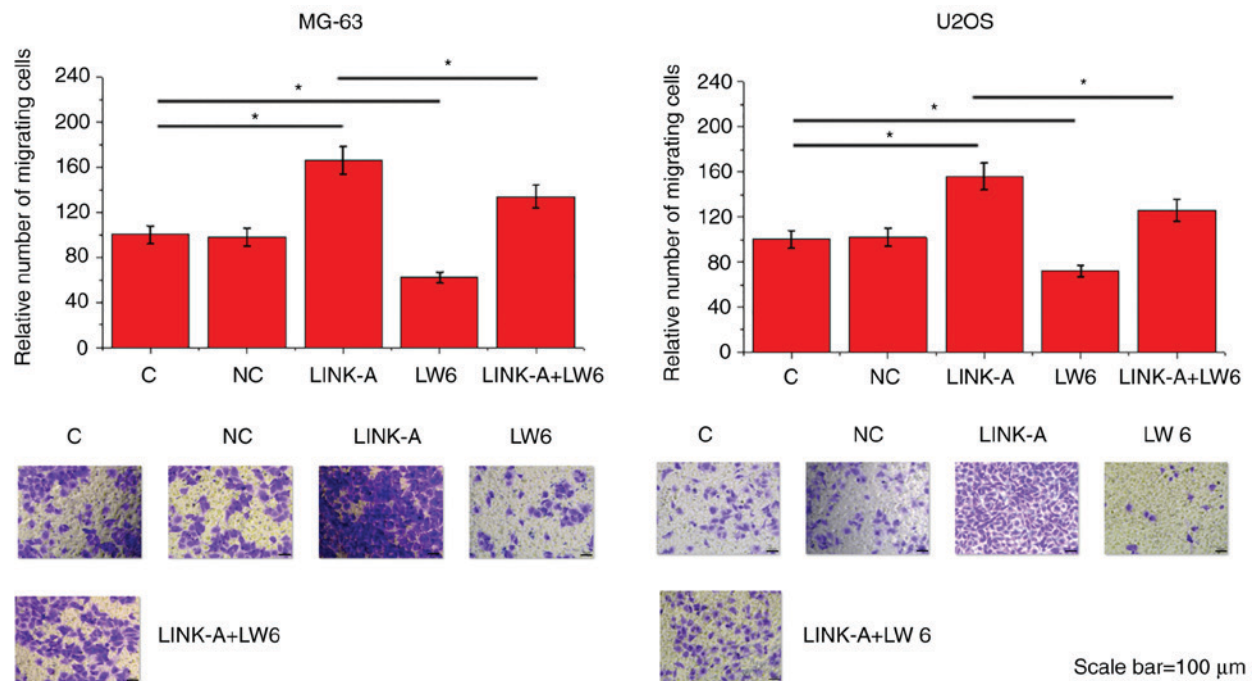 MG-63
Relative number of migrating cells
240
200
160
120
80
40
0
*
*
*
C NC LINK-A LW6 LINK-A+LW6
C NC LINK-A LW6
LINK-A+LW6
U2OS
Relative number of migrating cells
240
200
160
120
80
40
0
*
*
*
C NC LINK-A LW6 LINK-A+LW6
C NC LINK-A LW 6
LINK-A+LW 6
Scale bar=100 μm